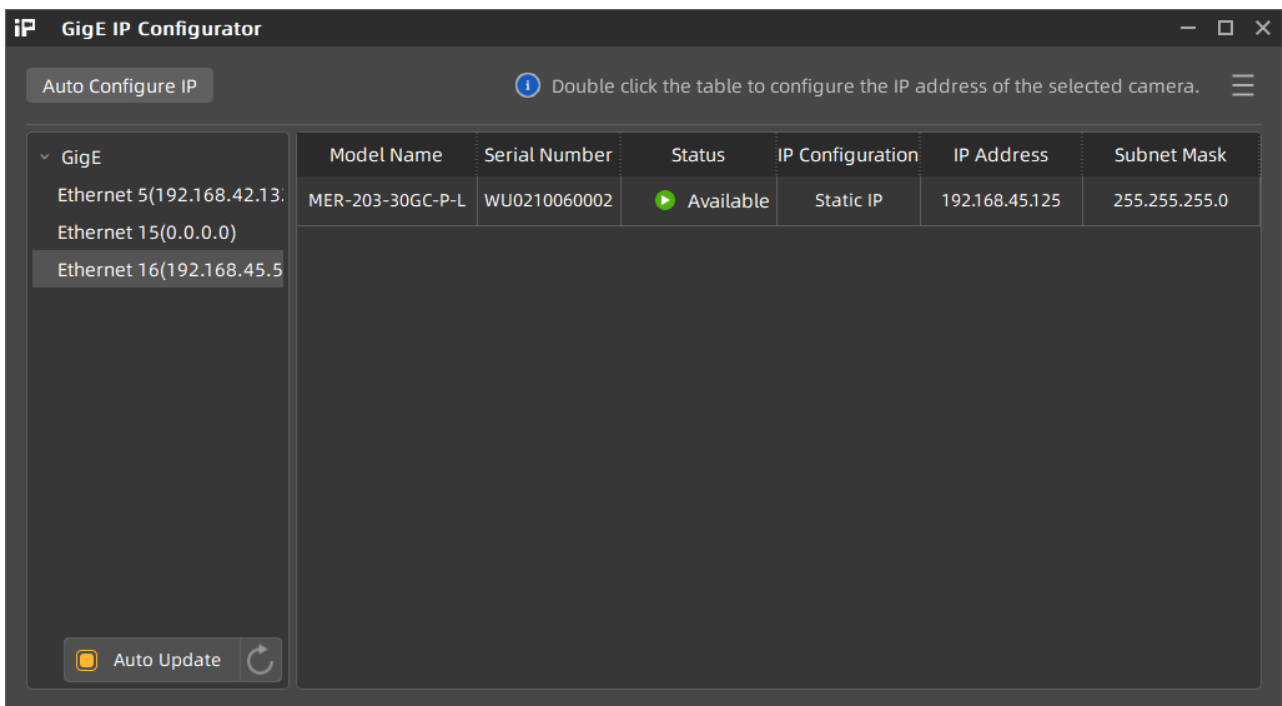 iP GigE IP Configurator
Auto Configure IP
Double click the table to configure the IP address of the selected camera.
GigE
Ethernet 5(192.168.42.13
Ethernet 15(0.0.0.0)
Ethernet 16(192.168.45.5
Model Name Serial Number Status IP Configuration IP Address Subnet Mask
MER-203-30GC-P-L WU0210060002 Available Static IP 192.168.45.125 255.255.255.0
Auto Update